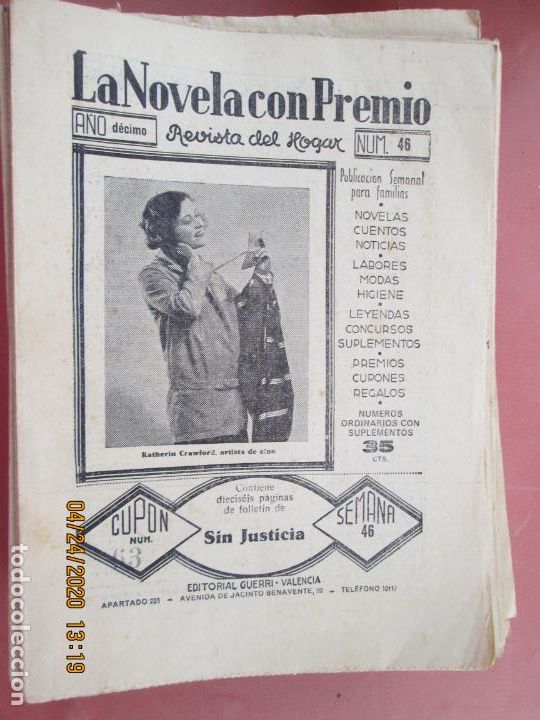 La Novela con Premio
AÑO décimo
Revista del Hogar
NUM. 46
Publicacion Semanal
para familias
NOVELAS
CUENTOS
NOTICIAS
LABORES
MODAS
HIGIENE
LEYENDAS
CONCURSOS
SUPLEMENTOS
PREMIOS
CUPONES
REGALOS
NUMEROS
ORDINARIOS CON
SUPLEMENTOS
35
CTS.
Katherin Crawford, artista de cine.
CUPON
NUM.
63
Contiene
dieciséis páginas
de folletín de
Sin Justicia
SEMANA
46
EDITORIAL GUERRI - VALENCIA
APARTADO 225 - AVENIDA DE JACINTO BENAVENTE, 20 - TELÉFONO
04/24/2020 13:19
todocoleccion